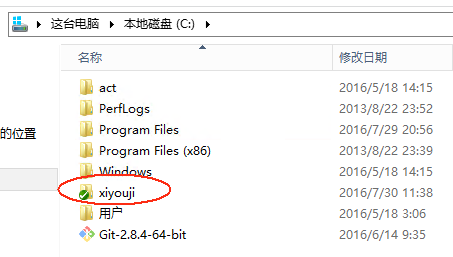 这台电脑 本地磁盘 (C:)
名称 修改日期
act 2016/5/18 14:15
PerfLogs 2013/8/22 23:52
Program Files 2016/7/29 20:56
的位置
Program Files (x86) 2013/8/22 23:39
Windows 2016/5/18 14:15
xiyouji 2016/7/30 11:38
用户 2016/5/18 3:06
Git-2.8.4-64-bit 2016/6/14 9:35